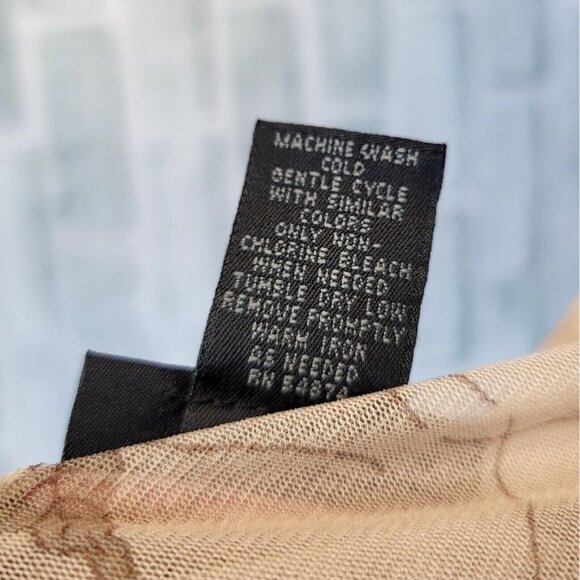 MACHINE WASH
COLD
GENTLE CYCLE
WITH SIMILAR
COLORS
ONLY NON-
CHLORINE BLEACH
WHEN NEEDED
TUMBLE DRY LOW
REMOVE PROMPTLY
WARM IRON
AS NEEDED
RN